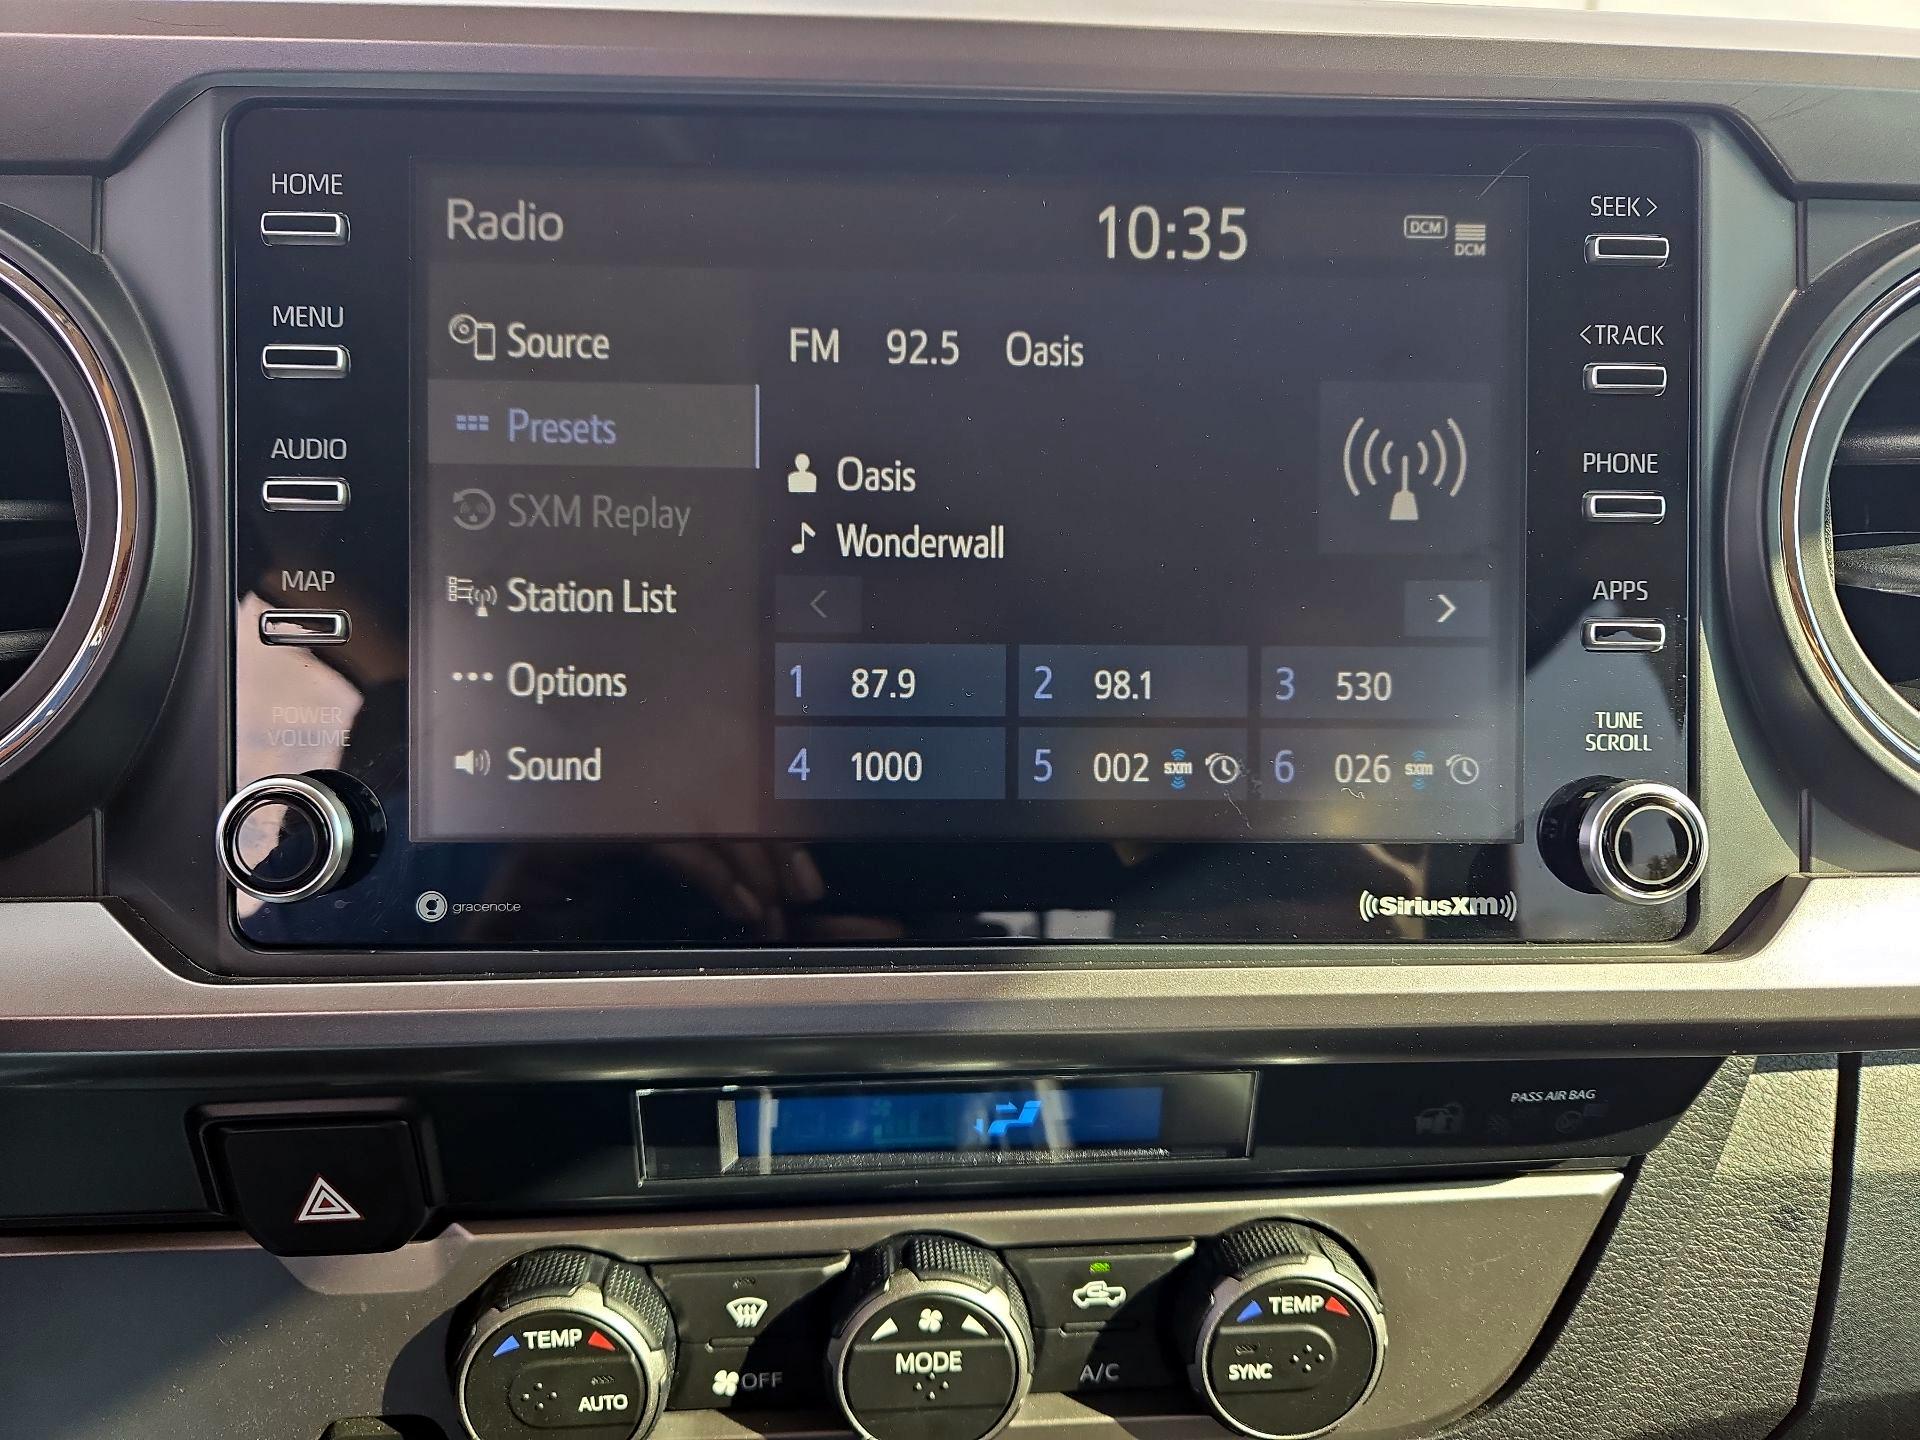 HOME
MENU
AUDIO
MAP
POWER
VOLUME
Radio
10:35
DCM
DCM
Source
Presets
SXM Replay
Station List
Options
Sound
FM 92.5 Oasis
Oasis
Wonderwall
<
>
1 87.9
2 98.1
3 530
4 1000
5 002 sxm
6 026 sxm
SEEK >
< TRACK
PHONE
APPS
TUNE
SCROLL
gracenote
SiriusXm
PASS AIR BAG
TEMP
AUTO
OFF
MODE
A/C
TEMP
SYNC